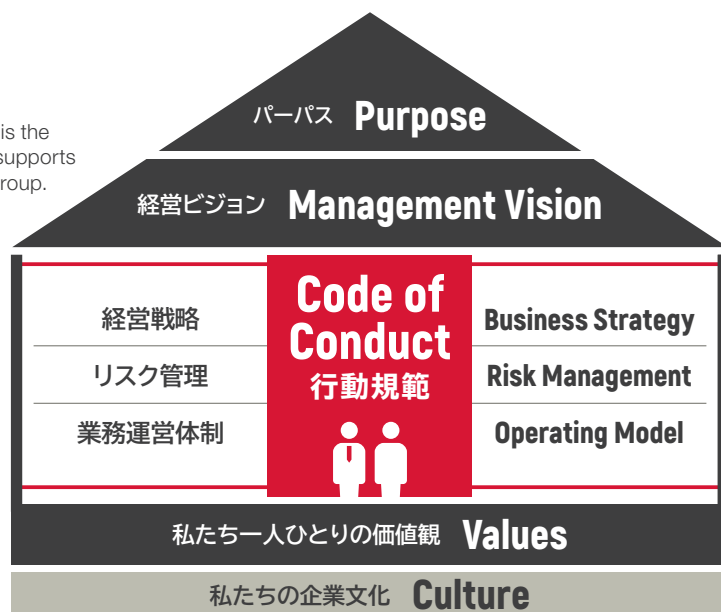 パーパス Purpose
is the
supports
roup.
経営ビジョン Management Vision
Code of
Conduct
行動規範
経営戦略 Business Strategy
リスク管理 Risk Management
業務運営体制 Operating Model
私たち一人ひとりの価値観 Values
私たちの企業文化 Culture